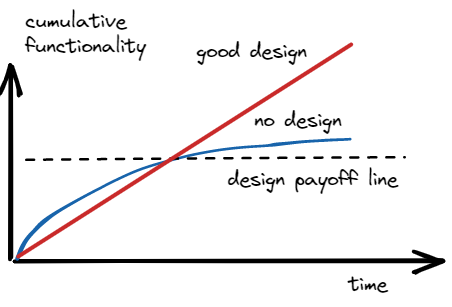 cumulative
functionality
good design
no design
design payoff line
time